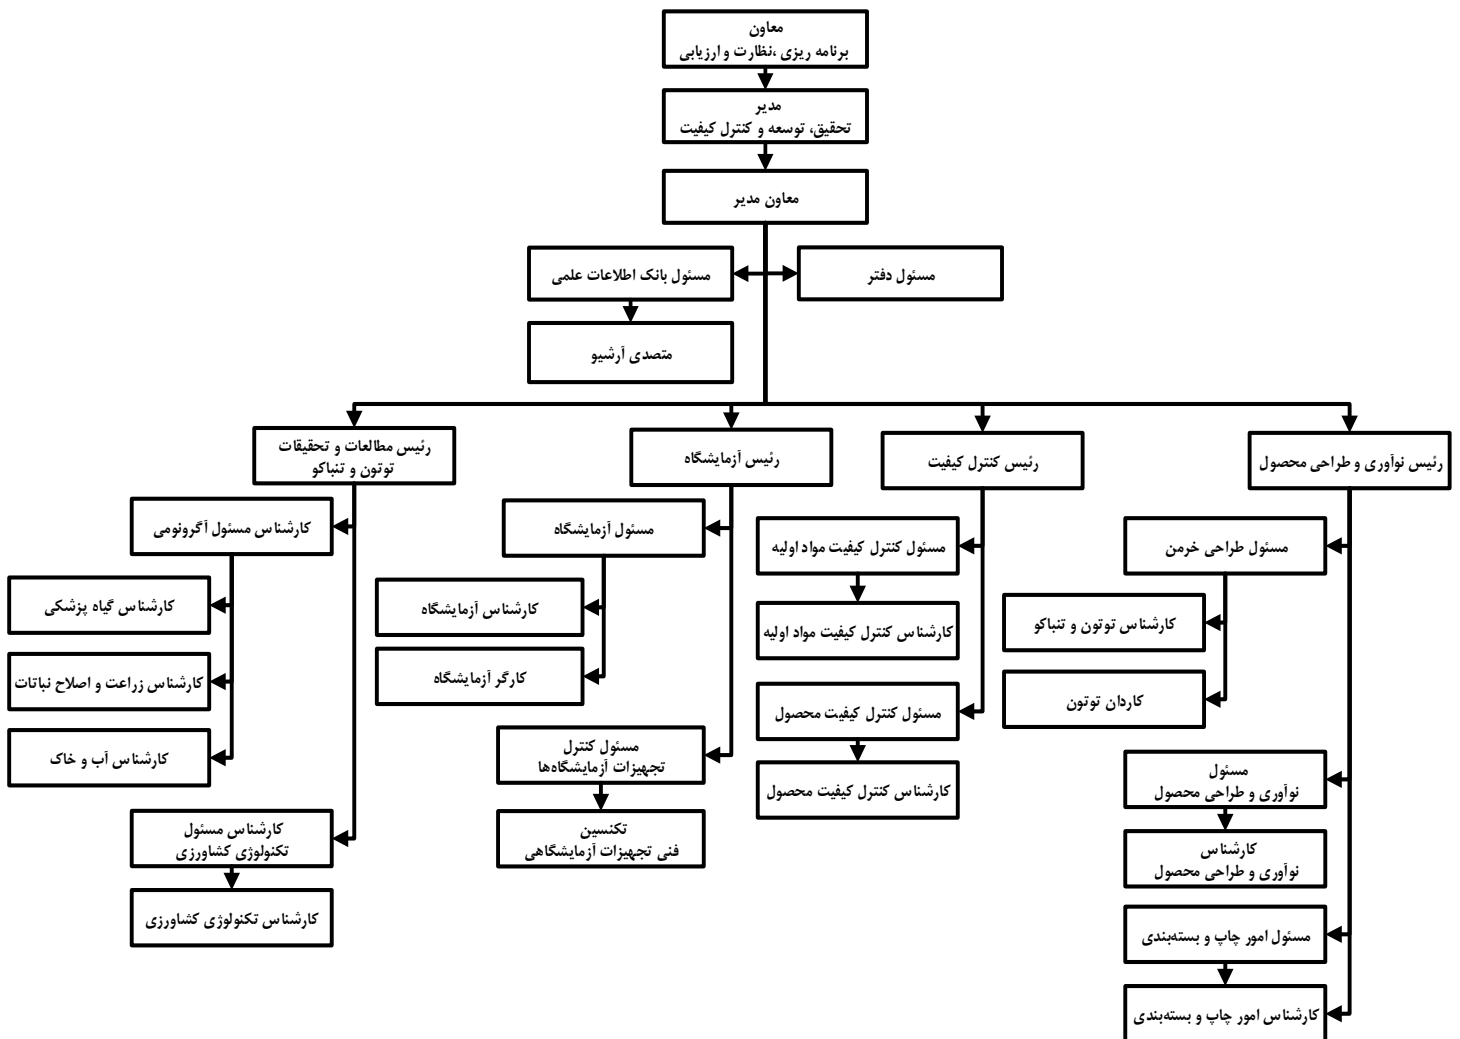 معاون
برنامه ریزی ،نظارت و ارزیابی
مدیر
تحقیق، توسعه و کنترل کیفیت
معاون مدیر
مسئول دفتر
مسئول بانک اطلاعات علمی
متصدی آرشیو
رئیس نوآوری و طراحی محصول
رئیس کنترل کیفیت
رئیس آزمایشگاه
رئیس مطالعات و تحقیقات
توتون و تنباکو
مسئول طراحی خرمن
کارشناس توتون و تنباکو
کاردان توتون
مسئول
نوآوری و طراحی محصول
کارشناس
نوآوری و طراحی محصول
مسئول امور چاپ و بسته‌بندی
کارشناس امور چاپ و بسته‌بندی
مسئول کنترل کیفیت مواد اولیه
کارشناس کنترل کیفیت مواد اولیه
مسئول کنترل کیفیت محصول
کارشناس کنترل کیفیت محصول
مسئول آزمایشگاه
کارشناس آزمایشگاه
کارگر آزمایشگاه
مسئول کنترل
تجهیزات آزمایشگاه‌ها
تکنسین
فنی تجهیزات آزمایشگاهی
کارشناس مسئول آگرونومی
کارشناس گیاه پزشکی
کارشناس زراعت و اصلاح نباتات
کارشناس آب و خاک
کارشناس مسئول
تکنولوژی کشاورزی
کارشناس تکنولوژی کشاورزی